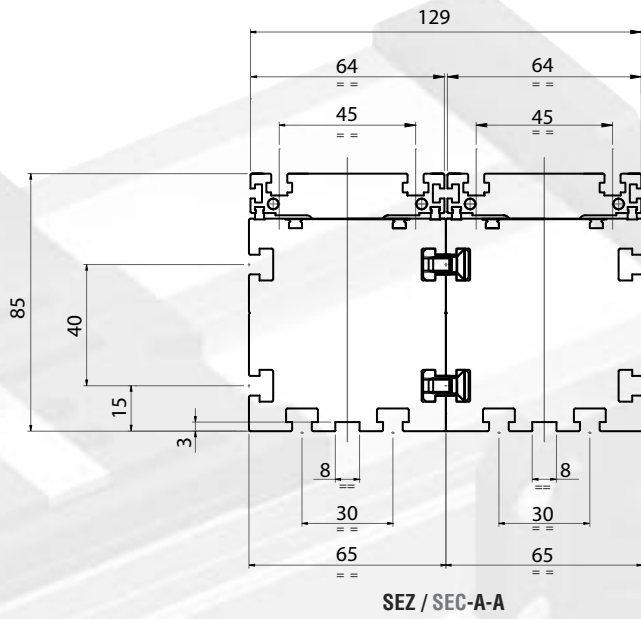 129
64 64
= = = =
45 45
= = = =
85
40
15
3
8 8
== ==
30 30
= = = =
65 65
= = = =
SEZ / SEC-A-A